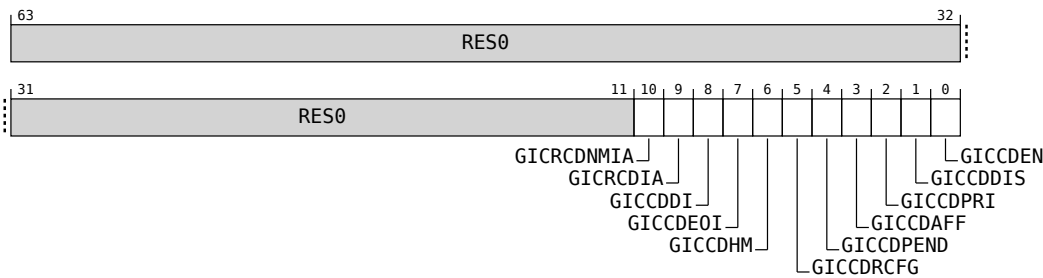 63 32
RES0
31 11 10 9 8 7 6 5 4 3 2 1 0
RES0
GICRCDNMIA GICCDEN
GICRCDIA GICCDDIS
GICCDDI GICCDPRI
GICCDEOI GICCDAFF
GICCDHM GICCDPEND
GICCDRCFG